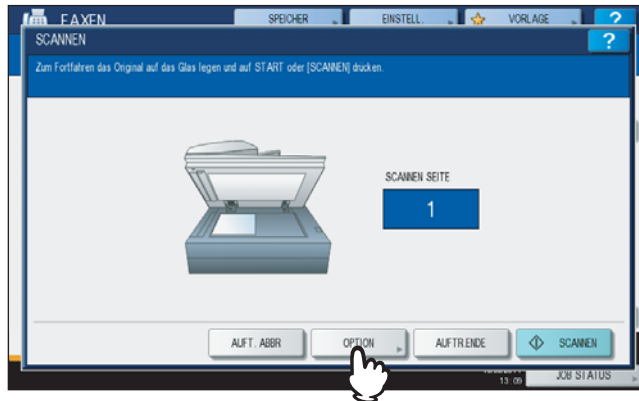 FAXEN
SPEICHER
EINSTELL.
VORLAGE
?
SCANNEN
?
Zum Fortfahren das Original auf das Glas legen und auf START oder [SCANNEN] drücken.
SCANNEN SEITE
1
AUFT. ABBR
OPTION
AUFTR.ENDE
SCANNEN
13:09
JOB STATUS